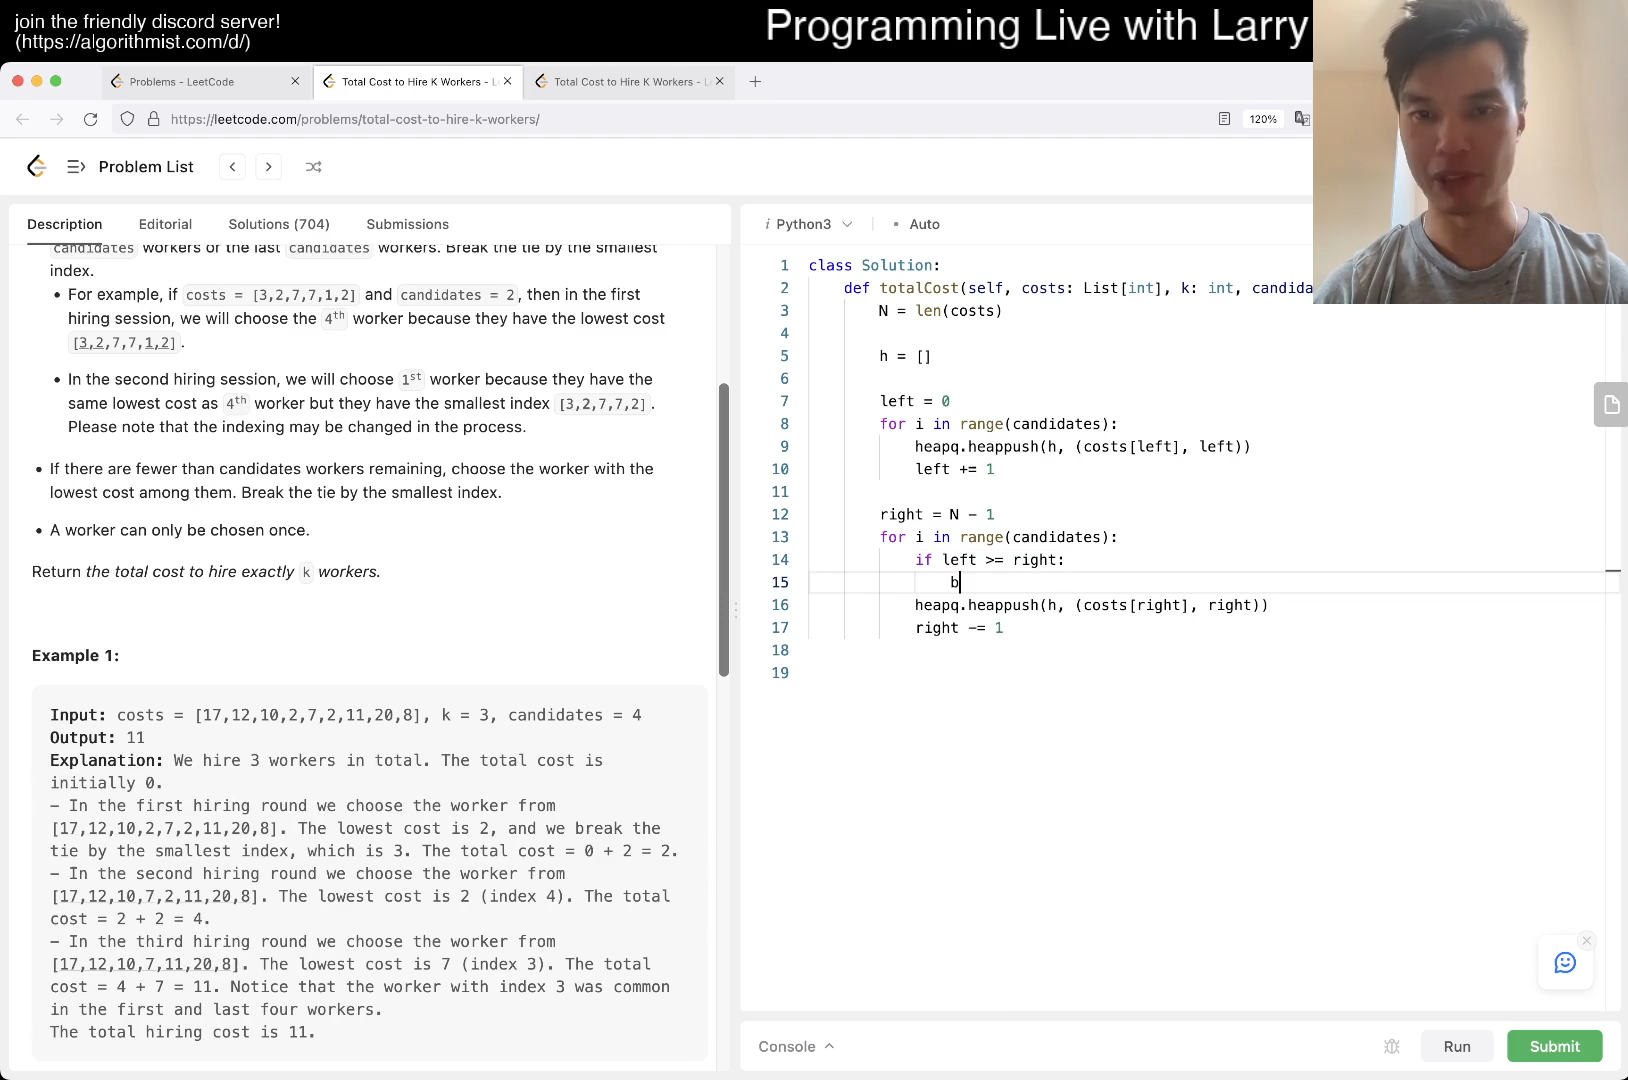 join the friendly discord server!
(https://algorithmist.com/d/)
Programming Live with Larry
Problems - LeetCode
Total Cost to Hire K Workers - L
Total Cost to Hire K Workers - L
https://leetcode.com/problems/total-cost-to-hire-k-workers/
120%
Problem List
Description
Editorial
Solutions (704)
Submissions
candidates workers or the last candidates workers. Break the tie by the smallest
index.
• For example, if costs = [3,2,7,7,1,2] and candidates = 2, then in the first
hiring session, we will choose the 4th worker because they have the lowest cost
[3,2,7,7,1,2].
• In the second hiring session, we will choose 1st worker because they have the
same lowest cost as 4th worker but they have the smallest index [3,2,7,7,2].
Please note that the indexing may be changed in the process.
• If there are fewer than candidates workers remaining, choose the worker with the
lowest cost among them. Break the tie by the smallest index.
• A worker can only be chosen once.
Return the total cost to hire exactly k workers.
Example 1:
Input: costs = [17,12,10,2,7,2,11,20,8], k = 3, candidates = 4
Output: 11
Explanation: We hire 3 workers in total. The total cost is
initially 0.
- In the first hiring round we choose the worker from
[17,12,10,2,7,2,11,20,8]. The lowest cost is 2, and we break the
tie by the smallest index, which is 3. The total cost = 0 + 2 = 2.
- In the second hiring round we choose the worker from
[17,12,10,7,2,11,20,8]. The lowest cost is 2 (index 4). The total
cost = 2 + 2 = 4.
- In the third hiring round we choose the worker from
[17,12,10,7,11,20,8]. The lowest cost is 7 (index 3). The total
cost = 4 + 7 = 11. Notice that the worker with index 3 was common
in the first and last four workers.
The total hiring cost is 11.
i Python3
• Auto
1 class Solution:
2 def totalCost(self, costs: List[int], k: int, candida
3 N = len(costs)
4
5 h = []
6
7 left = 0
8 for i in range(candidates):
9 heapq.heappush(h, (costs[left], left))
10 left += 1
11
12 right = N - 1
13 for i in range(candidates):
14 if left >= right:
15 b
16 heapq.heappush(h, (costs[right], right))
17 right -= 1
18
19
Console
Run
Submit